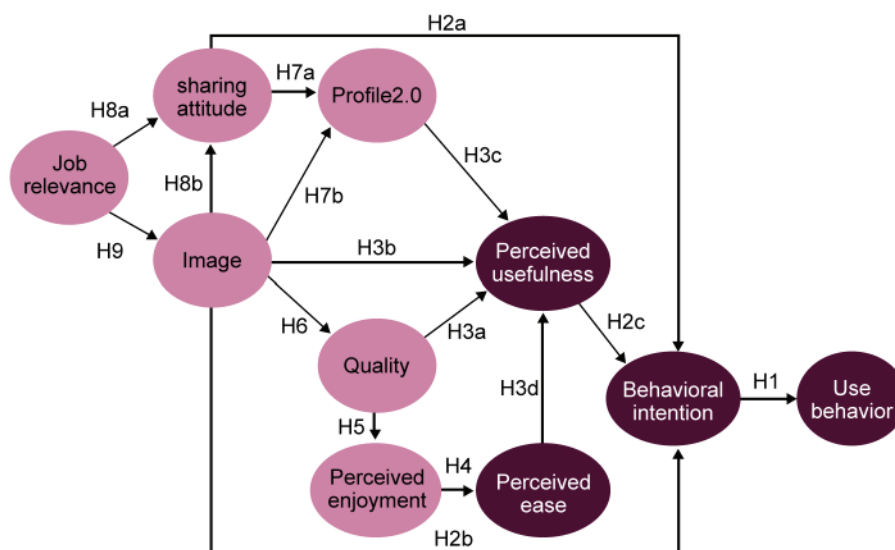 H2a
sharing
attitude
H7a
Profile2.0
H8a
Job
relevance
H8b
H7b
H3c
H9
Image
H3b
Perceived
usefulness
H6
H3a
H2c
Quality
H3d
Behavioral
intention
H1
Use
behavior
H5
Perceived
enjoyment
H4
Perceived
ease
H2b